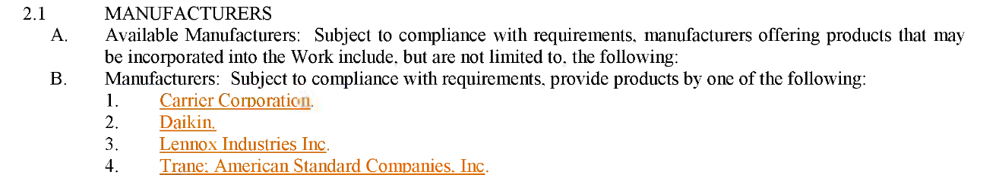 2.1 MANUFACTURERS
A. Available Manufacturers: Subject to compliance with requirements, manufacturers offering products that may
be incorporated into the Work include, but are not limited to, the following:
B. Manufacturers: Subject to compliance with requirements, provide products by one of the following:
1. Carrier Corporation.
2. Daikin.
3. Lennox Industries Inc.
4. Trane; American Standard Companies, Inc.